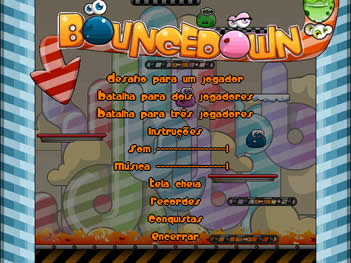 BOUNCEDOWN
Desafio para um jogador
Batalha para dois jogadores
Batalha para três jogadores
Instruções
Som
Música
Tela cheia
Recordes
Conquistas
Encerrar